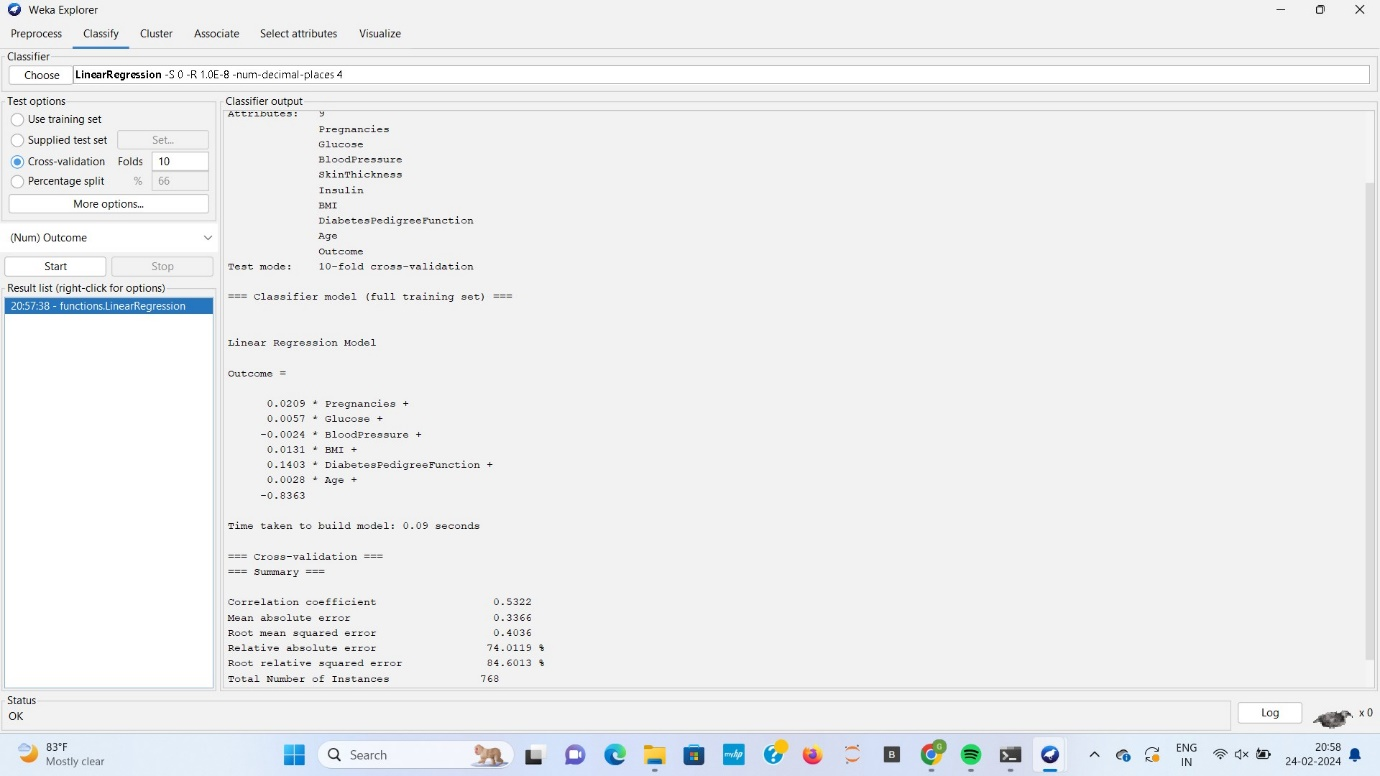 Weka Explorer
Preprocess Classify Cluster Associate Select attributes Visualize
Classifier
Choose LinearRegression -S 0 -R 1.0E-8 -num-decimal-places 4
Test options
Use training set
Supplied test set Set...
Cross-validation Folds 10
Percentage split % 66
More options...
(Num) Outcome
Start Stop
Result list (right-click for options)
20:57:38 - functions.LinearRegression
Classifier output
Attributes: 9
Pregnancies
Glucose
BloodPressure
SkinThickness
Insulin
BMI
DiabetesPedigreeFunction
Age
Outcome
Test mode: 10-fold cross-validation
=== Classifier model (full training set) ===
Linear Regression Model
Outcome =
0.0209 * Pregnancies +
0.0057 * Glucose +
-0.0024 * BloodPressure +
0.0131 * BMI +
0.1403 * DiabetesPedigreeFunction +
0.0028 * Age +
-0.8363
Time taken to build model: 0.09 seconds
=== Cross-validation ===
=== Summary ===
Correlation coefficient 0.5322
Mean absolute error 0.3366
Root mean squared error 0.4036
Relative absolute error 74.0119 %
Root relative squared error 84.6013 %
Total Number of Instances 768
Status
OK
Log x 0
83°F
Mostly clear
Search
ENG
IN
20:58
24-02-2024